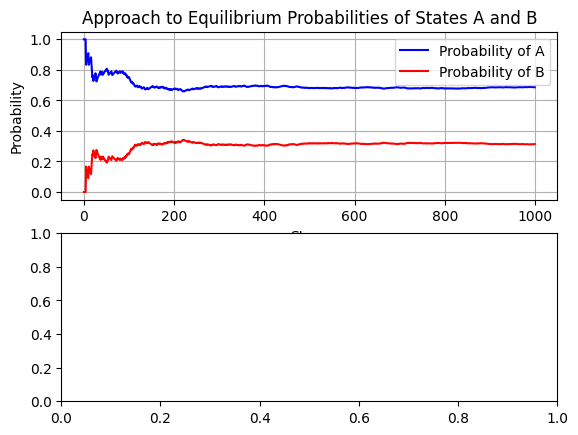 Approach to Equilibrium Probabilities of States A and B
1.0
0.8
0.6
0.4
0.2
0.0
Probability
Probability of A
Probability of B
0 200 400 600 800 1000
1.0
0.8
0.6
0.4
0.2
0.0
0.0 0.2 0.4 0.6 0.8 1.0